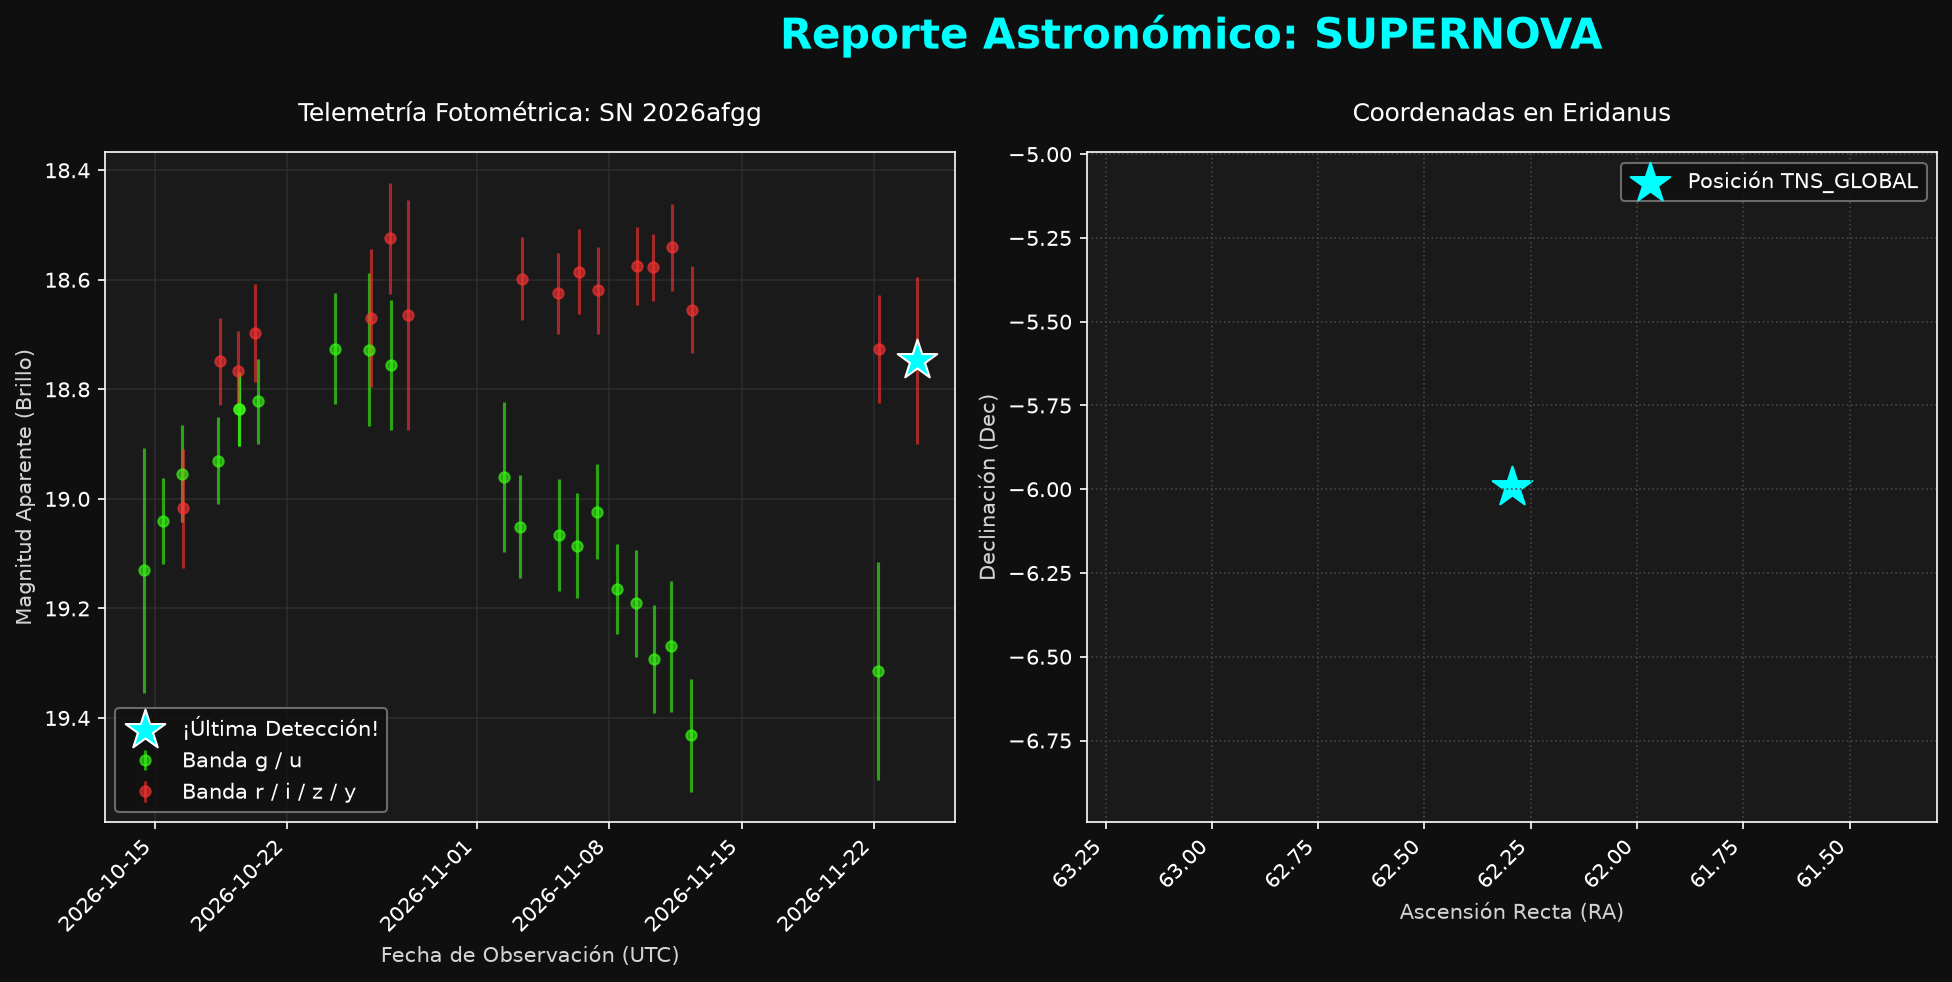 Reporte Astronómico: SUPERNOVA
Telemetría Fotométrica: SN 2026afgg
Magnitud Aparente (Brillo)
18.4
18.6
18.8
19.0
19.2
19.4
¡Última Detección!
Banda g / u
Banda r / i / z / y
2026-10-15
2026-10-22
2026-11-01
2026-11-08
2026-11-15
2026-11-22
Fecha de Observación (UTC)
Coordenadas en Eridanus
Declinación (Dec)
−5.00
−5.25
−5.50
−5.75
−6.00
−6.25
−6.50
−6.75
Posición TNS_GLOBAL
63.25
63.00
62.75
62.50
62.25
62.00
61.75
61.50
Ascensión Recta (RA)